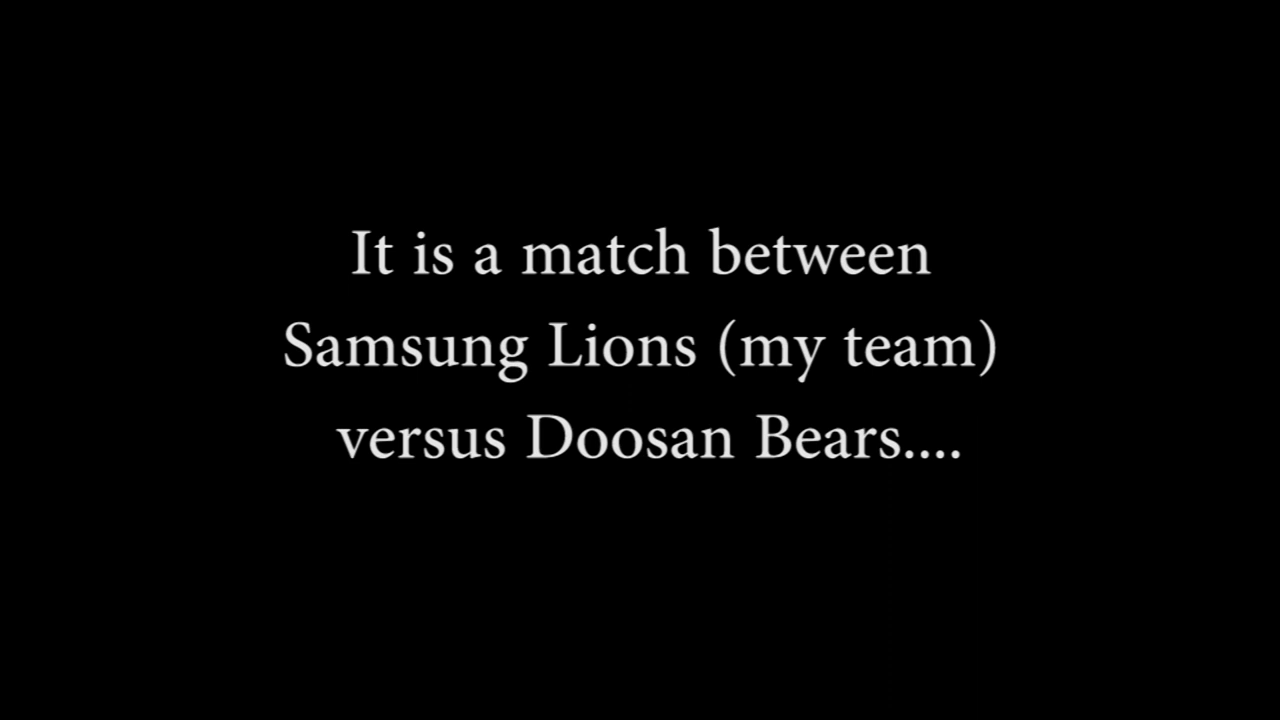 It is a match between
Samsung Lions (my team)
versus Doosan Bears....